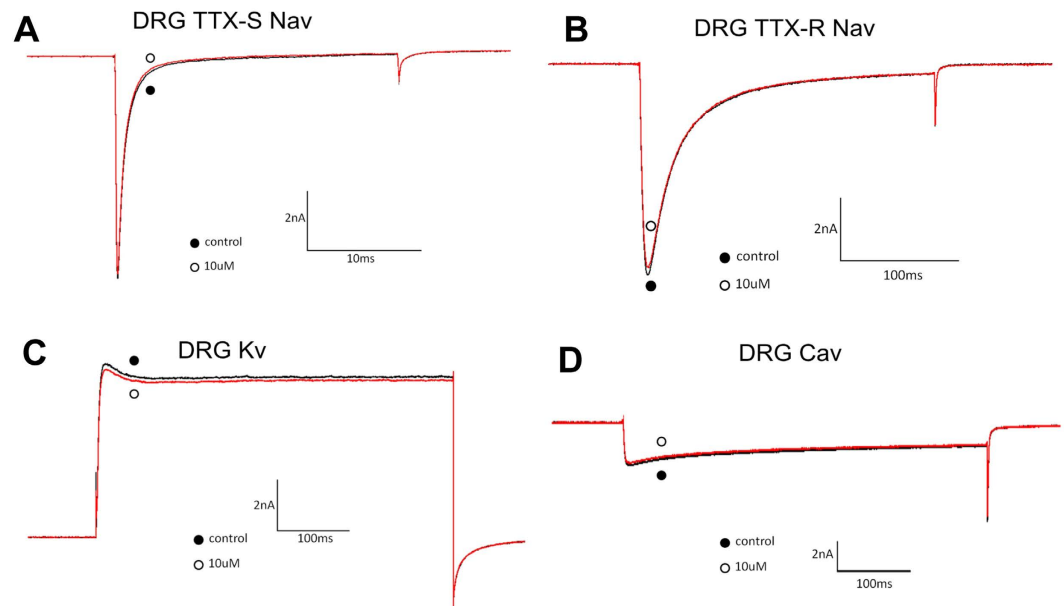 A
DRG TTX-S Nav
2nA
10ms
control
10uM
B
DRG TTX-R Nav
2nA
100ms
control
10uM
C
DRG Kv
2nA
100ms
control
10uM
D
DRG Cav
2nA
100ms
control
10uM